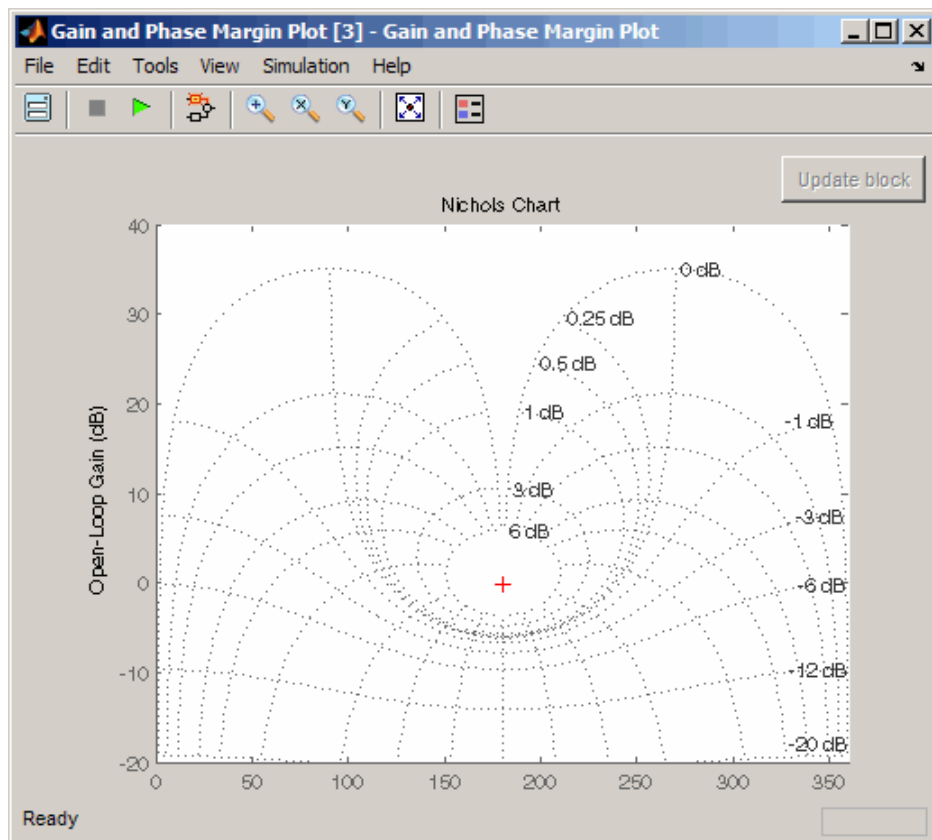 Gain and Phase Margin Plot [3] - Gain and Phase Margin Plot
File Edit Tools View Simulation Help
Update block
Nichols Chart
Open-Loop Gain (dB)
40
30
20
10
0
-10
-20
0 dB
0.25 dB
0.5 dB
1 dB
3 dB
6 dB
-1 dB
-3 dB
-6 dB
-12 dB
-20 dB
0 50 100 150 200 250 300 350
Ready